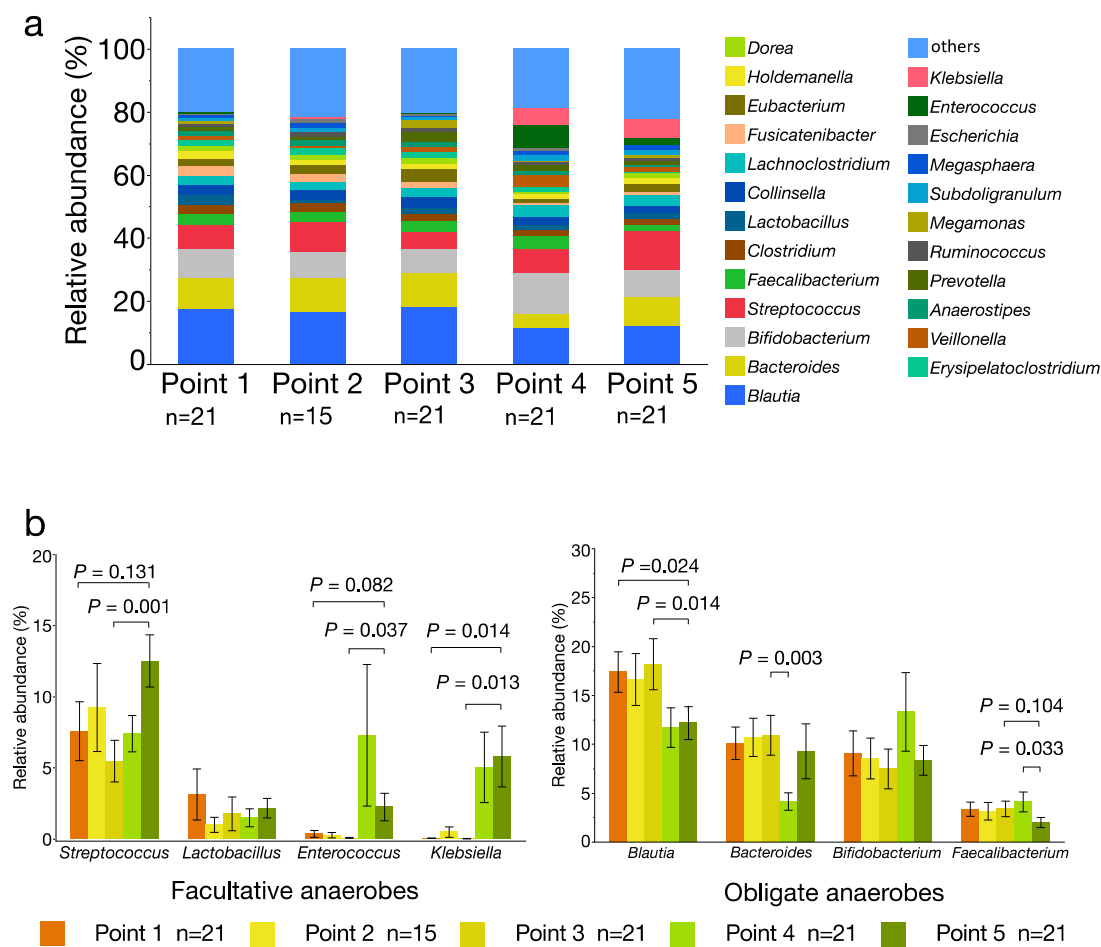 a
Relative abundance (%)
100
80
60
40
20
0
Point 1
Point 2
Point 3
Point 4
Point 5
n=21
n=15
n=21
n=21
n=21
Dorea
Holdemanella
Eubacterium
Fusicatenibacter
Lachnoclostridium
Collinsella
Lactobacillus
Clostridium
Faecalibacterium
Streptococcus
Bifidobacterium
Bacteroides
Blautia
others
Klebsiella
Enterococcus
Escherichia
Megasphaera
Subdoligranulum
Megamonas
Ruminococcus
Prevotella
Anaerostipes
Veillonella
Erysipelatoclostridium
b
Relative abundance (%)
20
15
10
5
0
P = 0.131
P = 0.001
P = 0.082
P = 0.037
P = 0.014
P = 0.013
Streptococcus
Lactobacillus
Enterococcus
Klebsiella
Facultative anaerobes
Relative abundance (%)
30
25
20
15
10
5
0
P =0.024
P = 0.014
P = 0.003
P = 0.104
P = 0.033
Blautia
Bacteroides
Bifidobacterium
Faecalibacterium
Obligate anaerobes
Point 1 n=21
Point 2 n=15
Point 3 n=21
Point 4 n=21
Point 5 n=21